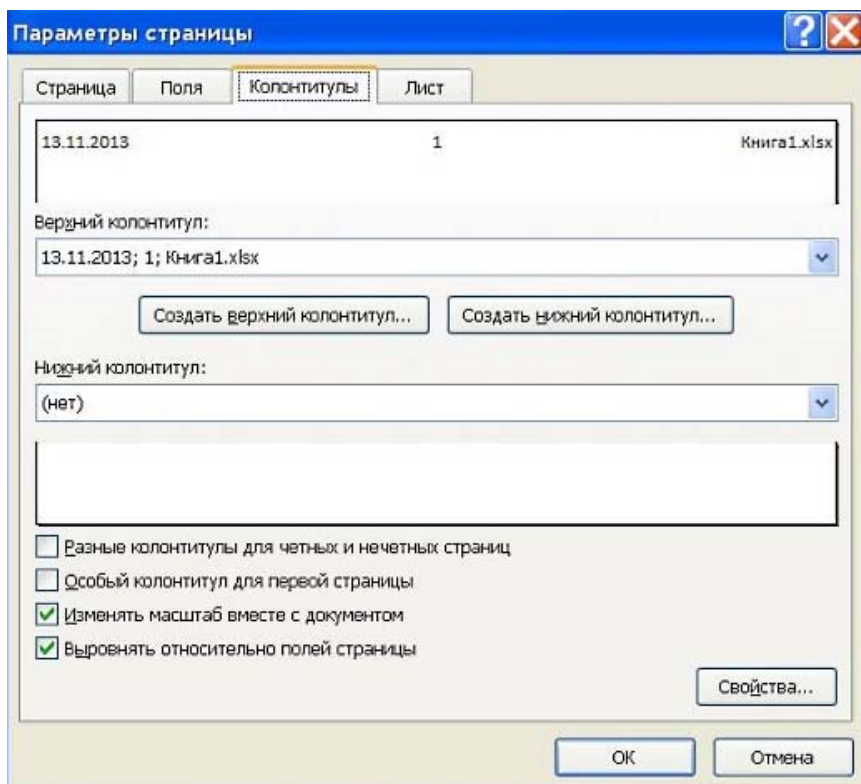 Параметры страницы
Страница Поля Колонтитулы Лист
13.11.2013 1 Книга1.xlsx
Верхний колонтитул:
13.11.2013; 1; Книга1.xlsx
Создать верхний колонтитул... Создать нижний колонтитул...
Нижний колонтитул:
(нет)
Разные колонтитулы для четных и нечетных страниц
Особый колонтитул для первой страницы
Изменять масштаб вместе с документом
Выровнять относительно полей страницы
Свойства...
ОК Отмена